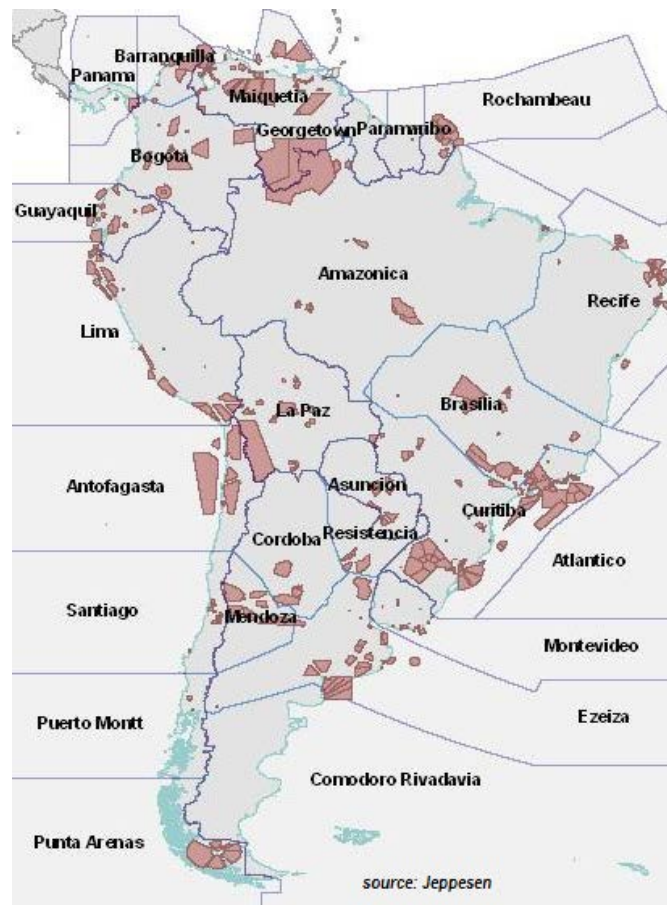 Barranquilla
Panama
Maiquetia
Rochambeau
Georgetown
Paramaribo
Bogota
Guayaquil
Amazonica
Recife
Lima
Brasilia
La Paz
Antofagasta
Asuncion
Curitiba
Resistencia
Cordoba
Atlantico
Santiago
Mendoza
Montevideo
Puerto Montt
Ezeiza
Comodoro Rivadavia
Punta Arenas
source: Jeppesen